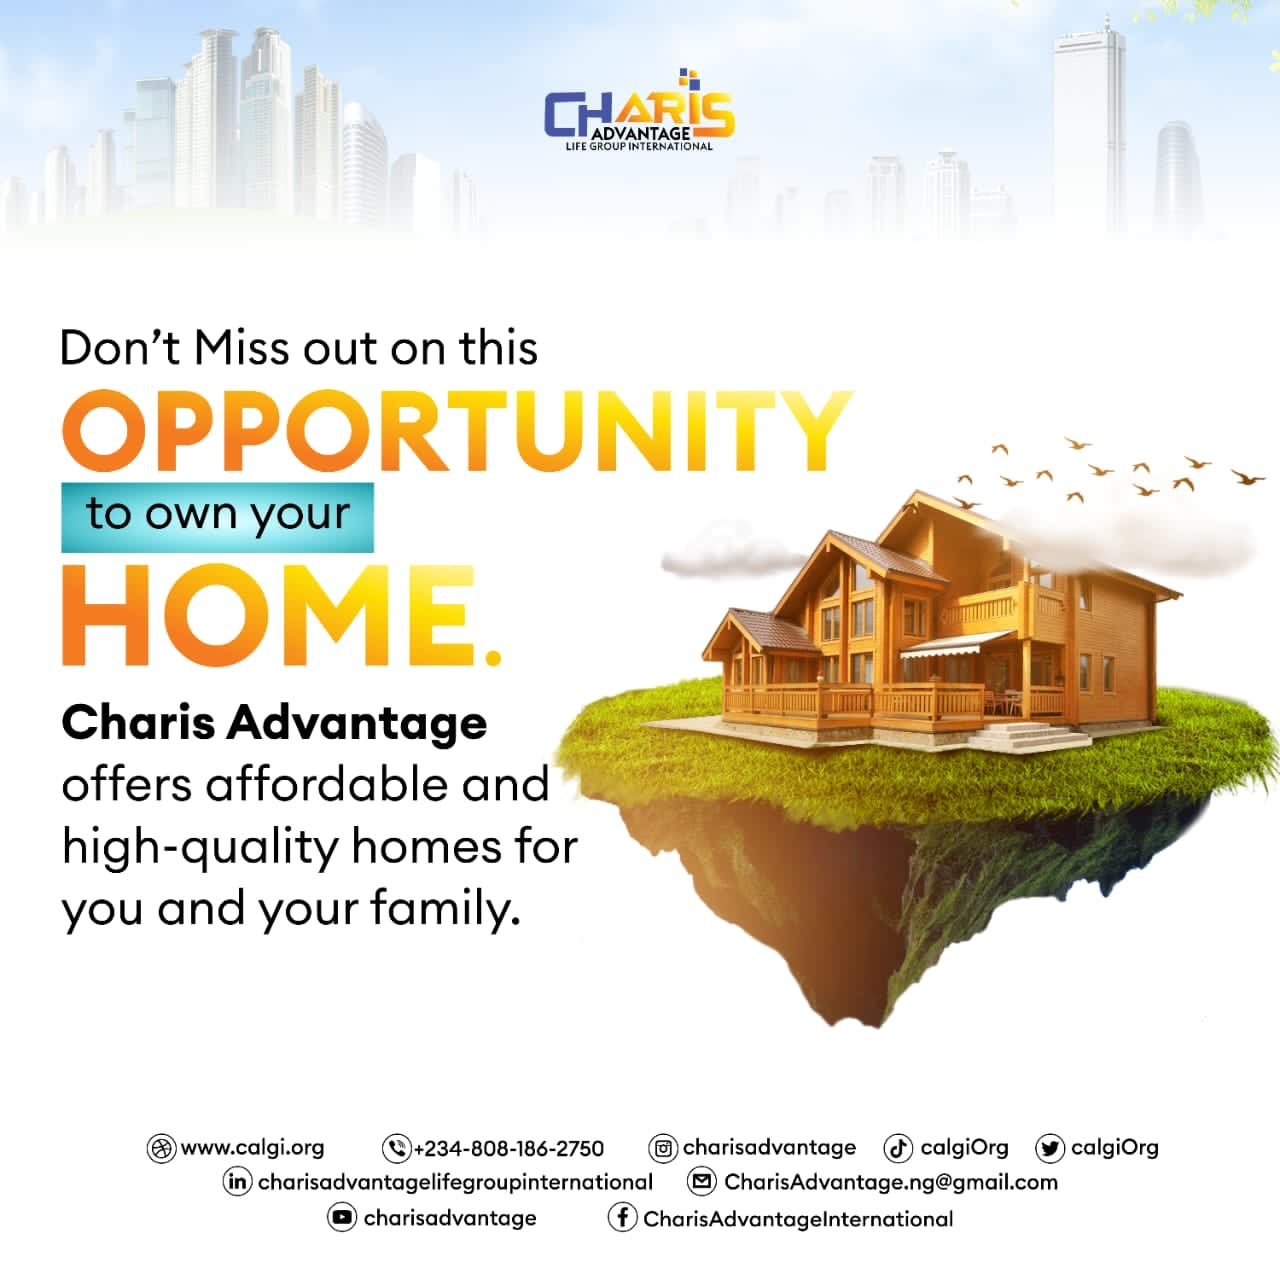 CHARIS
ADVANTAGE
LIFE GROUP INTERNATIONAL
Don't Miss out on this
OPPORTUNITY
to own your
HOME.
Charis Advantage
offers affordable and
high-quality homes for
you and your family.
www.calgi.org +234-808-186-2750 charisadvantage calgiOrg calgiOrg
charisadvantagelifegroupinternational CharisAdvantage.ng@gmail.com
charisadvantage CharisAdvantageInternational